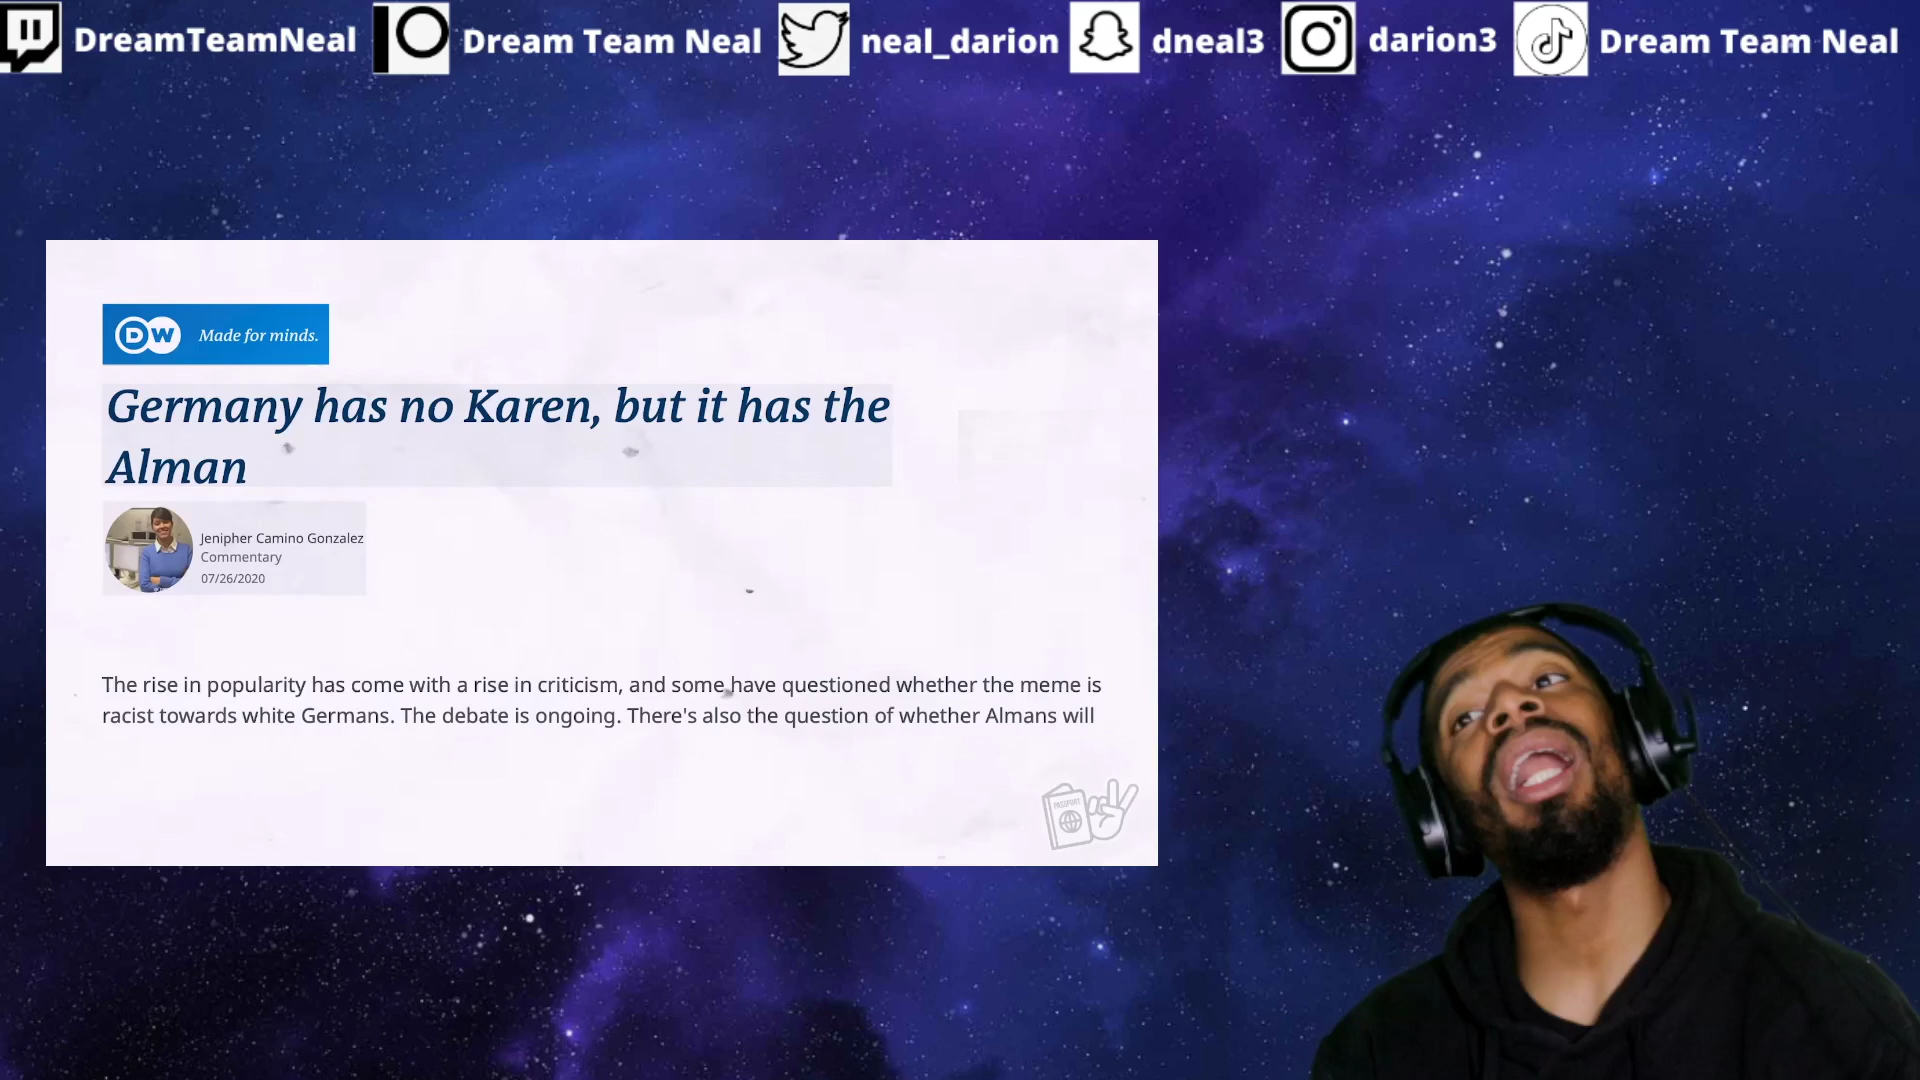 DreamTeamNeal Dream Team Neal neal_darion dneal3 darion3 Dream Team Neal
DW Made for minds.
Germany has no Karen, but it has the
Alman
Jenipher Camino Gonzalez
Commentary
07/26/2020
The rise in popularity has come with a rise in criticism, and some have questioned whether the meme is
racist towards white Germans. The debate is ongoing. There's also the question of whether Almans will
PASSPORT